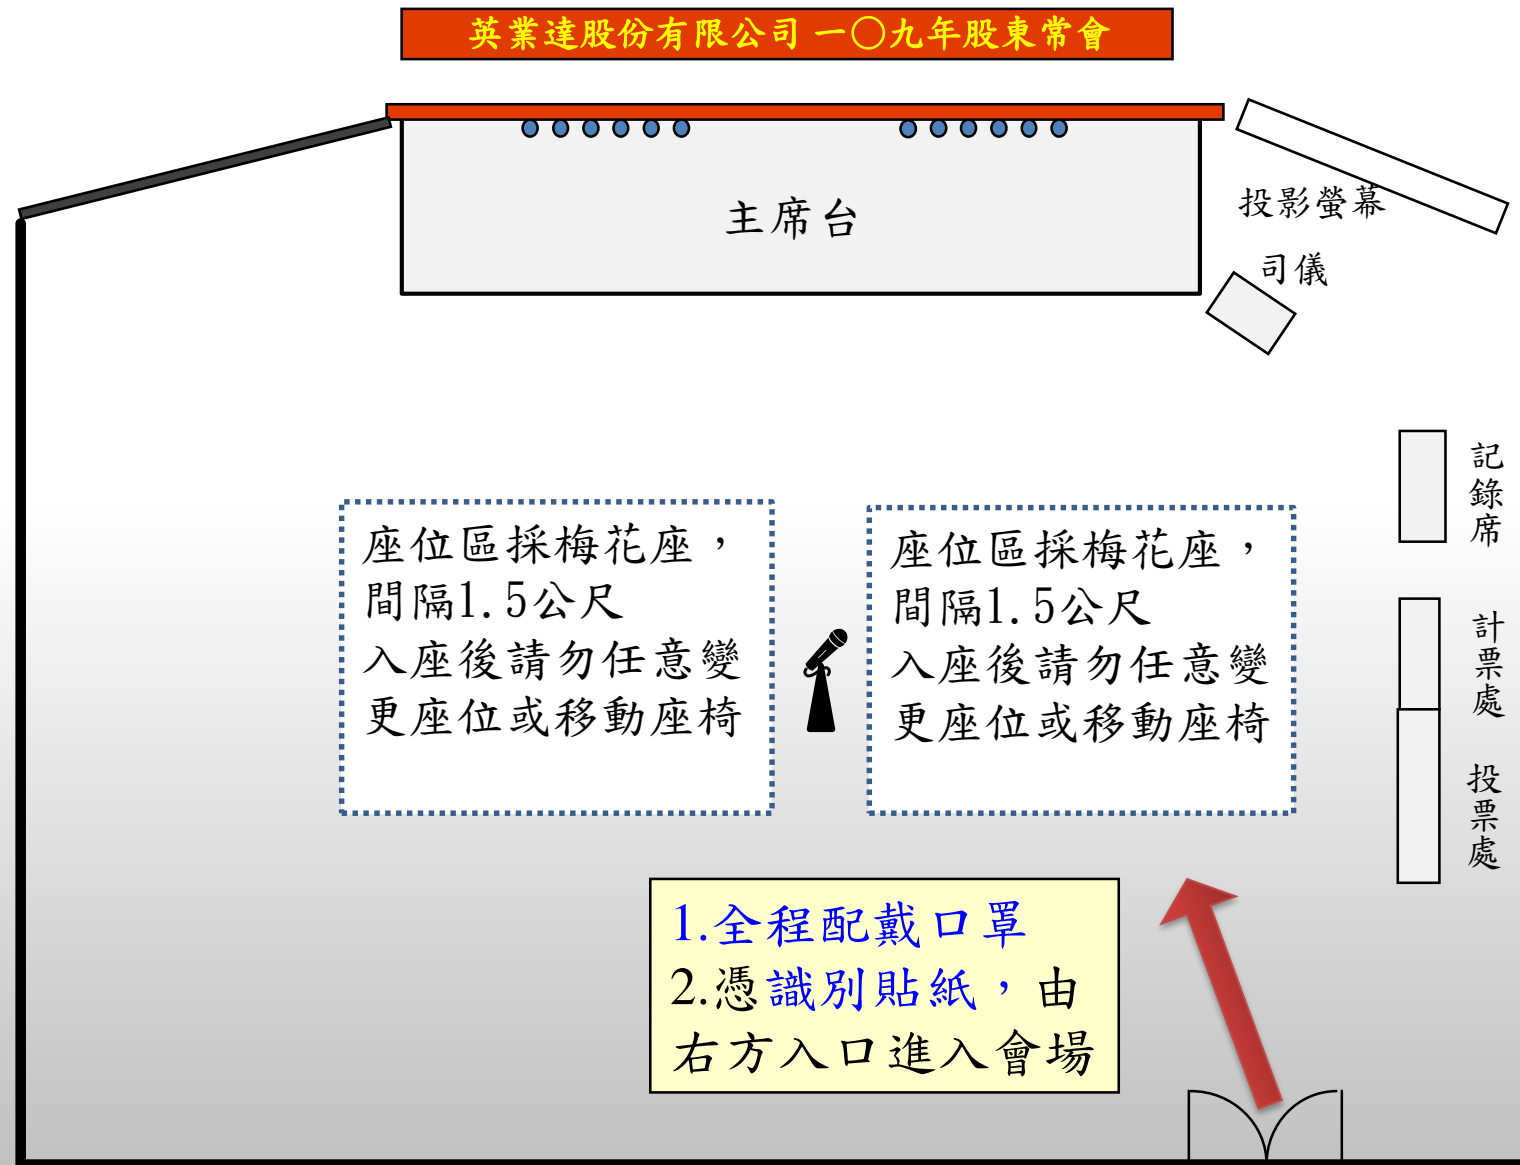 英業達股份有限公司 一○九年股東常會
主席台
投影螢幕
司儀
記錄席
座位區採梅花座，
間隔1.5公尺
入座後請勿任意變
更座位或移動座椅
座位區採梅花座，
間隔1.5公尺
入座後請勿任意變
更座位或移動座椅
計票處
投票處
1.全程配戴口罩
2.憑識別貼紙，由
右方入口進入會場